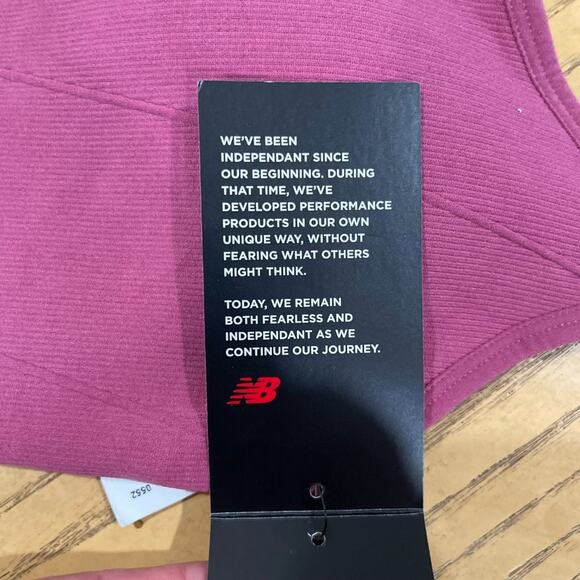 WE'VE BEEN
INDEPENDANT SINCE
OUR BEGINNING. DURING
THAT TIME, WE'VE
DEVELOPED PERFORMANCE
PRODUCTS IN OUR OWN
UNIQUE WAY, WITHOUT
FEARING WHAT OTHERS
MIGHT THINK.
TODAY, WE REMAIN
BOTH FEARLESS AND
INDEPENDANT AS WE
CONTINUE OUR JOURNEY.
NB
0552